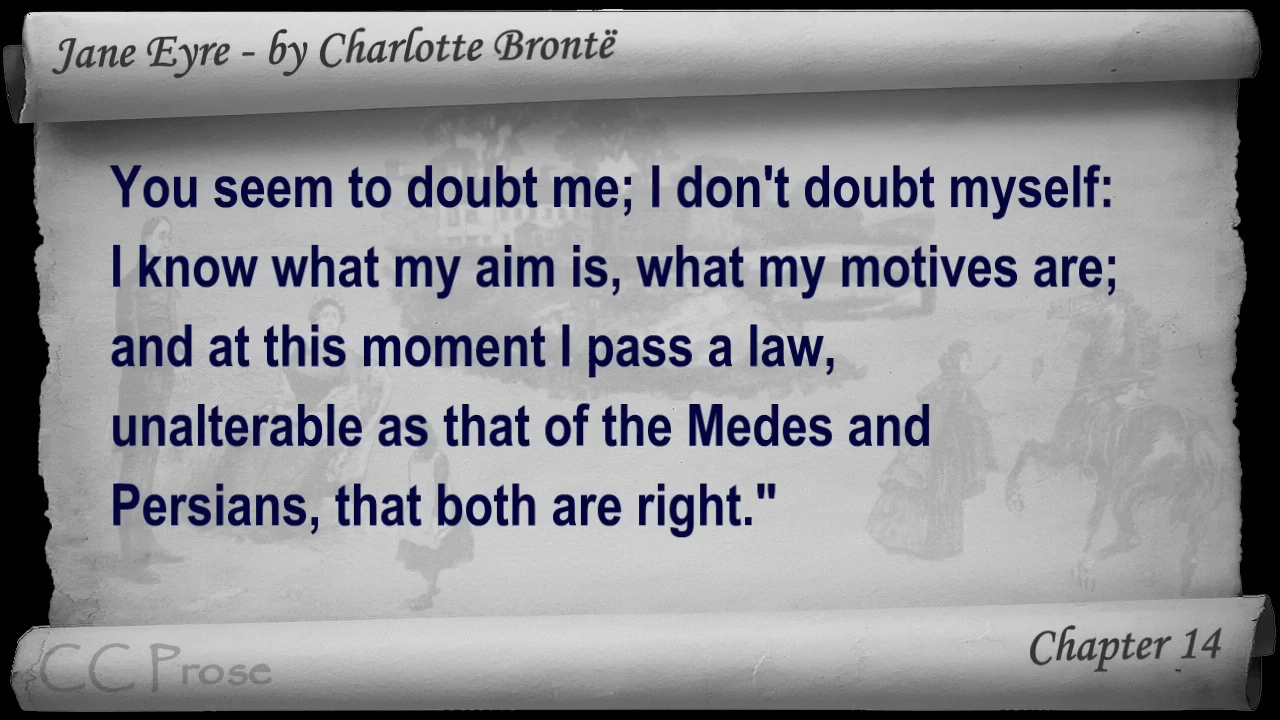 Jane Eyre - by Charlotte Brontë
You seem to doubt me; I don't doubt myself:
I know what my aim is, what my motives are;
and at this moment I pass a law,
unalterable as that of the Medes and
Persians, that both are right."
Chapter 14
CC Prose